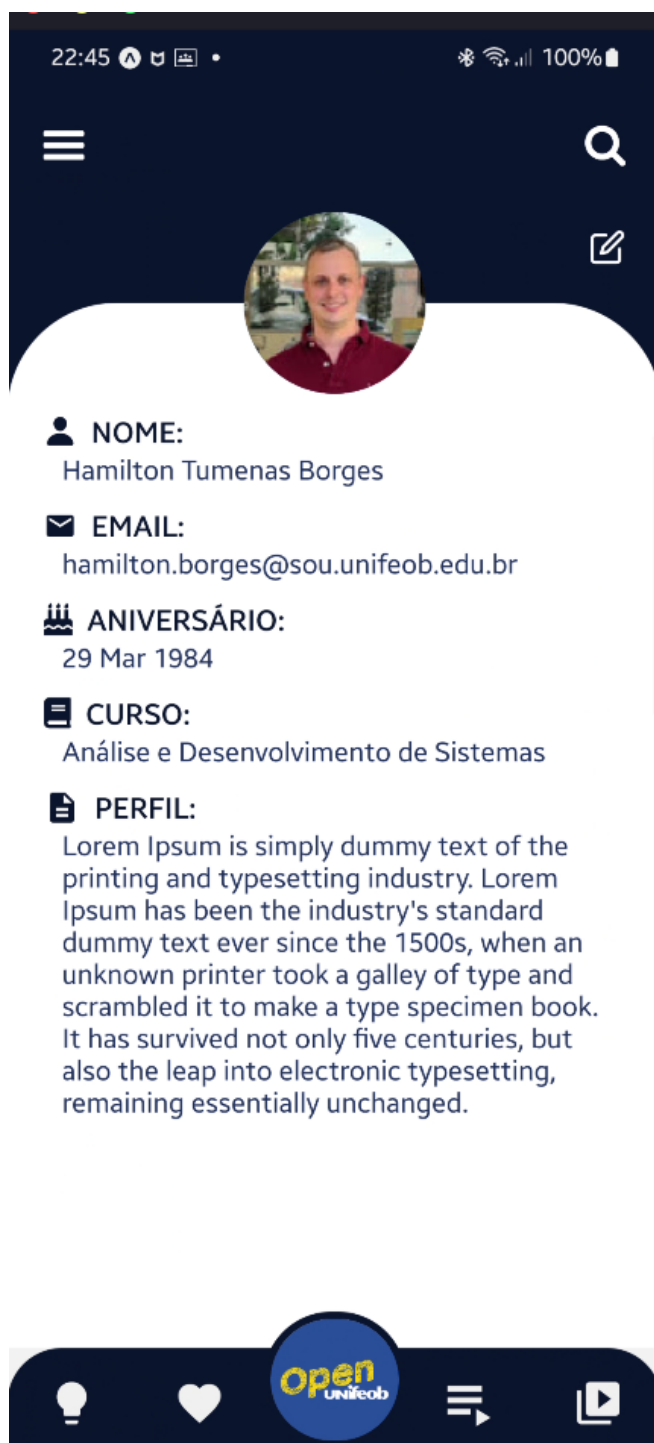 22:45
100%
NOME:
Hamilton Tumenas Borges
EMAIL:
hamilton.borges@sou.unifeob.edu.br
ANIVERSÁRIO:
29 Mar 1984
CURSO:
Análise e Desenvolvimento de Sistemas
PERFIL:
Lorem Ipsum is simply dummy text of the
printing and typesetting industry. Lorem
Ipsum has been the industry's standard
dummy text ever since the 1500s, when an
unknown printer took a galley of type and
scrambled it to make a type specimen book.
It has survived not only five centuries, but
also the leap into electronic typesetting,
remaining essentially unchanged.
Open
UNifeob